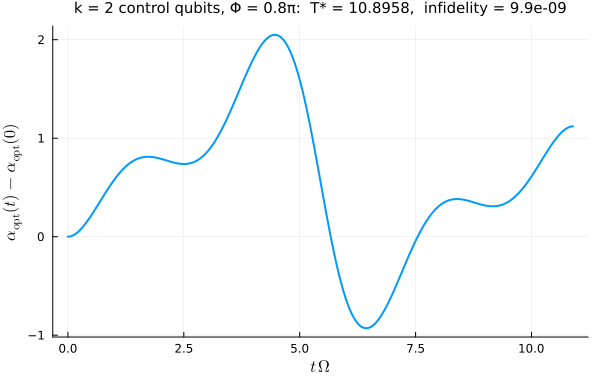 k = 2 control qubits, Φ = 0.8π:  T* = 10.8958,  infidelity = 9.9e-09
α_opt(t) − α_opt(0)
2
1
0
−1
0.0 2.5 5.0 7.5 10.0
t Ω